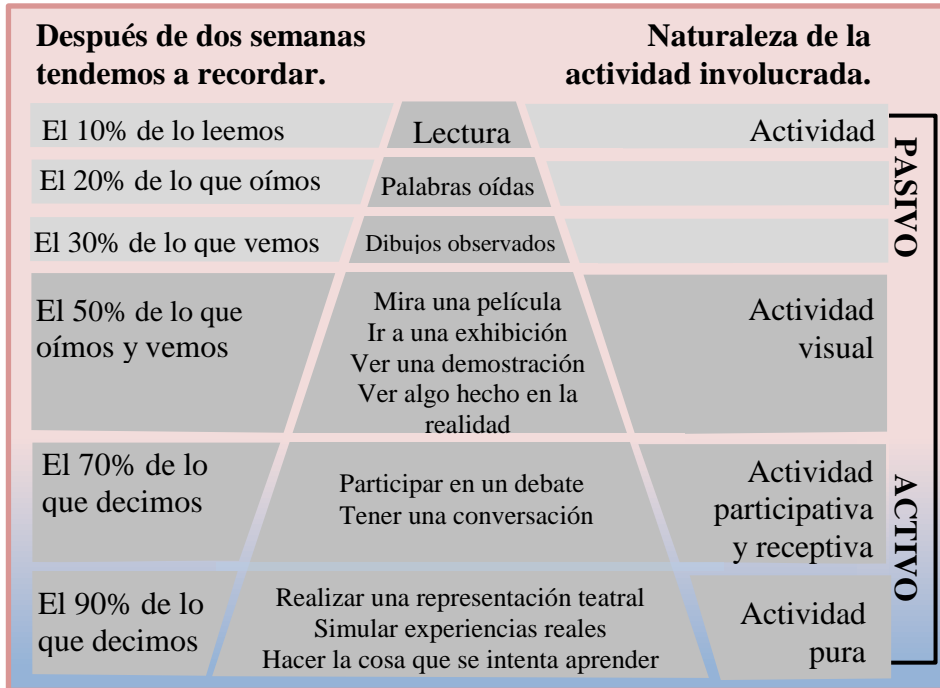 Después de dos semanas
tendemos a recordar.
Naturaleza de la
actividad involucrada.
El 10% de lo leemos
Lectura
Actividad
El 20% de lo que oímos
Palabras oídas
El 30% de lo que vemos
Dibujos observados
PASIVO
El 50% de lo que
oímos y vemos
Mira una película
Ir a una exhibición
Ver una demostración
Ver algo hecho en la
realidad
Actividad
visual
El 70% de lo
que decimos
Participar en un debate
Tener una conversación
Actividad
participativa
y receptiva
ACTIVO
El 90% de lo
que decimos
Realizar una representación teatral
Simular experiencias reales
Hacer la cosa que se intenta aprender
Actividad
pura